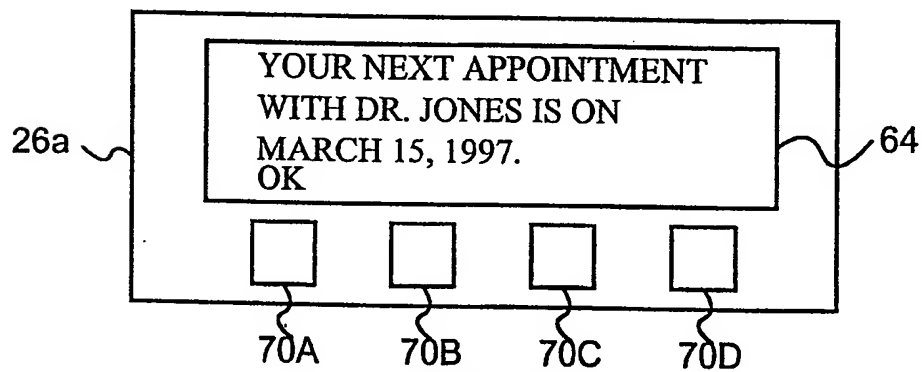 YOUR NEXT APPOINTMENT
WITH DR. JONES IS ON
MARCH 15, 1997.
OK
26a
64
70A 70B 70C 70D